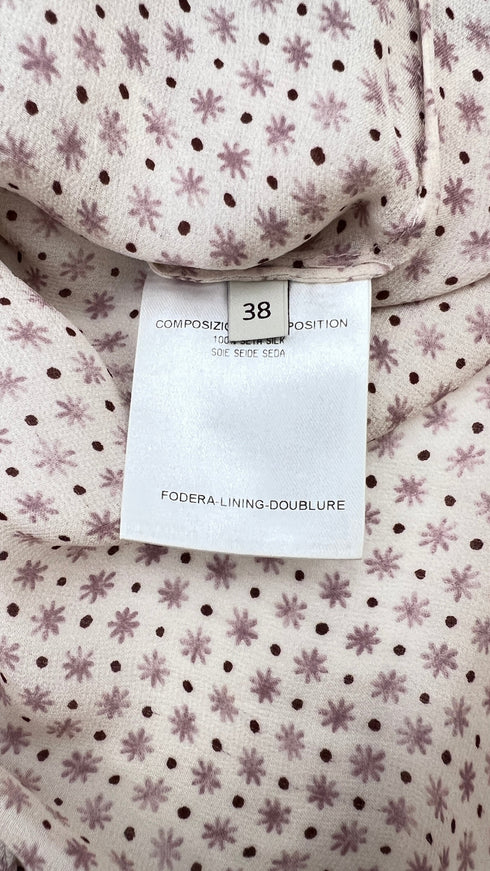 38
COMPOSIZIO POSITION
100% SETA SILK
SOIE SEIDE SEDA
FODERA-LINING-DOUBLURE